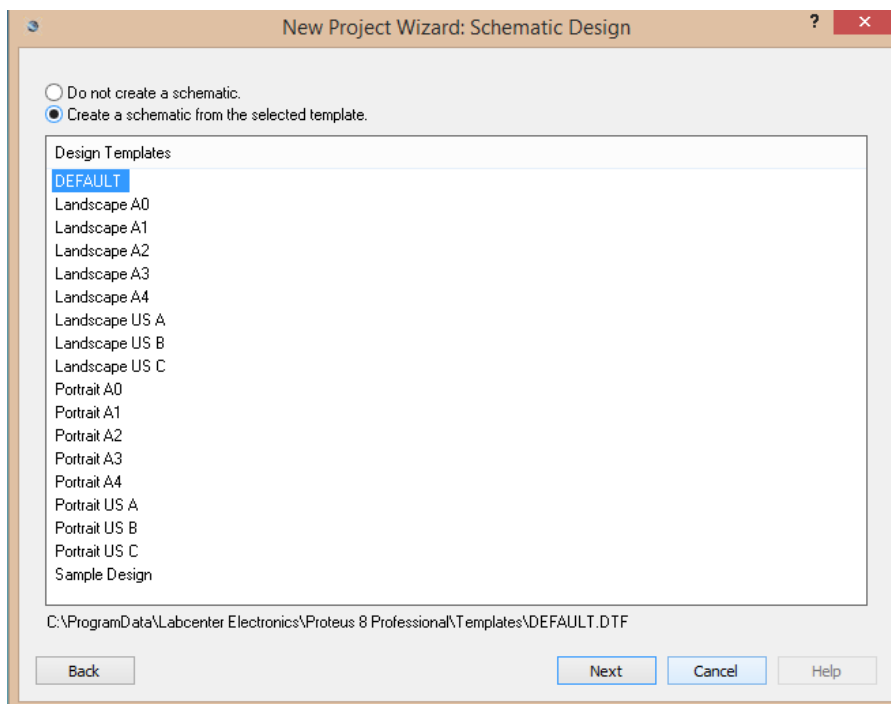 New Project Wizard: Schematic Design
?
Do not create a schematic.
Create a schematic from the selected template.
Design Templates
DEFAULT
Landscape A0
Landscape A1
Landscape A2
Landscape A3
Landscape A4
Landscape US A
Landscape US B
Landscape US C
Portrait A0
Portrait A1
Portrait A2
Portrait A3
Portrait A4
Portrait US A
Portrait US B
Portrait US C
Sample Design
C:\ProgramData\Labcenter Electronics\Proteus 8 Professional\Templates\DEFAULT.DTF
Back Next Cancel Help